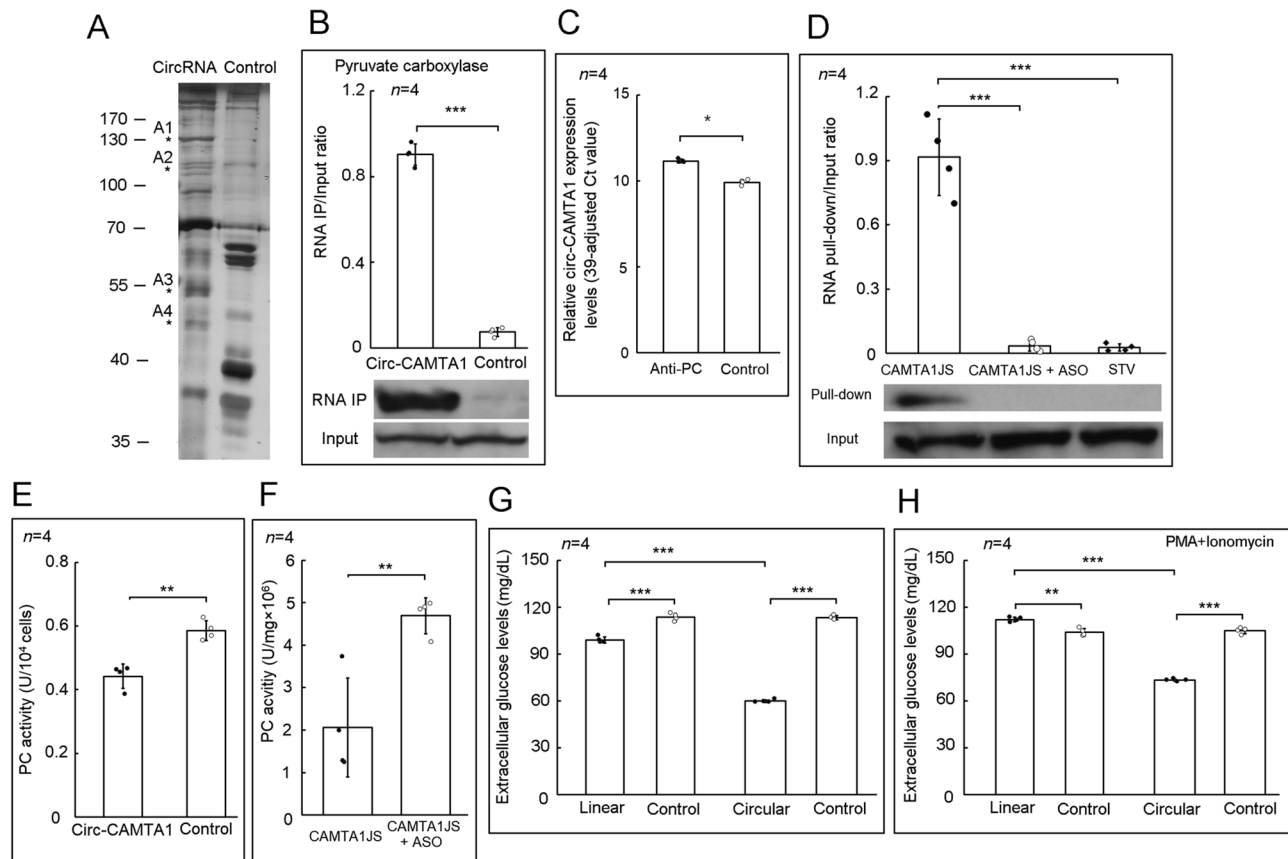 A
CircRNA Control
170
130
100
70
55
40
35
A1
*
A2
*
A3
*
A4
*
B
Pyruvate carboxylase
n=4
***
RNA IP/Input ratio
1.2
0.8
0.4
0
Circ-CAMTA1 Control
RNA IP
Input
C
n=4
*
Relative circ-CAMTA1 expression
levels (39-adjusted Ct value)
15
10
5
0
Anti-PC Control
D
n=4
***
***
RNA pull-down/Input ratio
1.2
0.9
0.6
0.3
0
CAMTA1JS CAMTA1JS + ASO STV
Pull-down
Input
E
n=4
**
PC activity (U/10⁴ cells)
0.8
0.6
0.4
0.2
0
Circ-CAMTA1 Control
F
n=4
**
PC acvitiy (U/mg×10⁶)
6
5
4
3
2
1
0
CAMTA1JS CAMTA1JS
+ ASO
G
n=4
***
***
***
Extracellular glucose levels (mg/dL)
150
120
90
60
30
0
Linear Control Circular Control
H
n=4
PMA+Ionomycin
***
**
***
Extracellular glucose levels (mg/dL)
150
120
90
60
30
0
Linear Control Circular Control